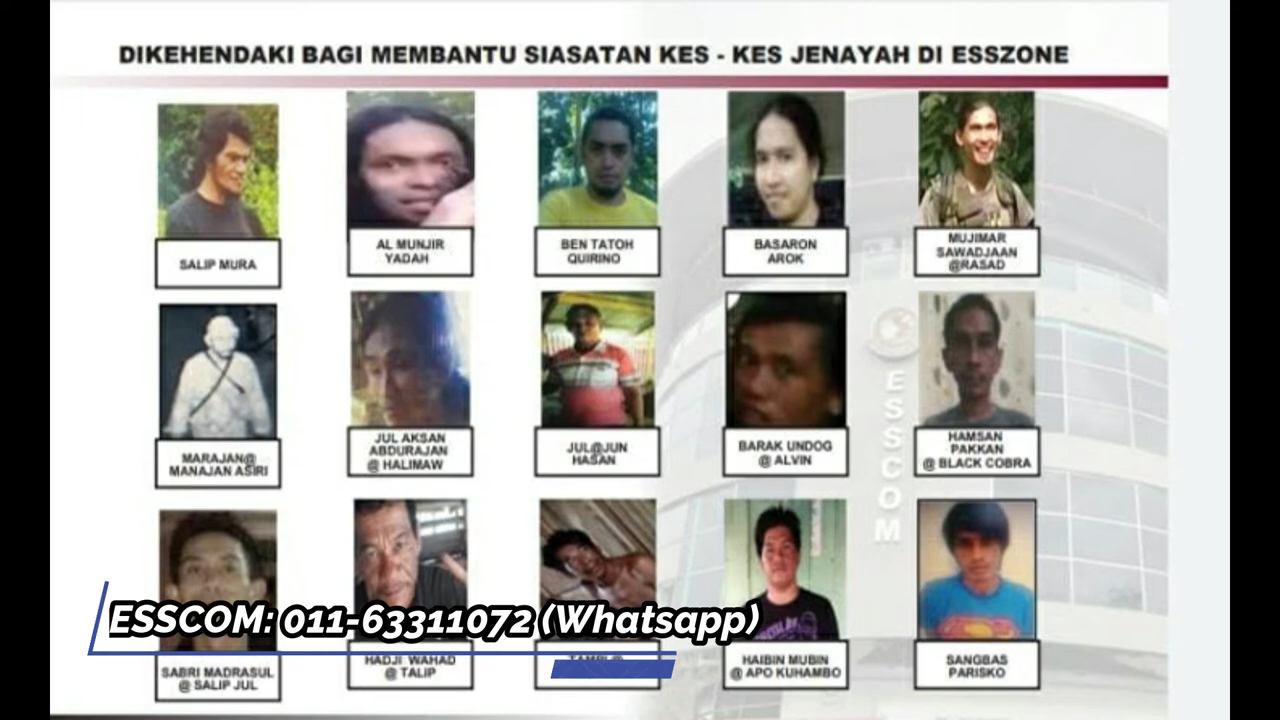 DIKEHENDAKI BAGI MEMBANTU SIASATAN KES - KES JENAYAH DI ESSZONE
SALIP MURA
AL MUNJIR
YADAH
BEN TATOH
QUIRINO
BASARON
AROK
MUJIMAR
SAWADJAAN
@RASAD
MARAJAN@
MANAJAN ASIRI
JUL AKSAN
ABDURAJAN
@ HALIMAW
JUL@JUN
HASAN
BARAK UNDOG
@ ALVIN
HAMSAN
PAKKAN
@ BLACK COBRA
ESSCOM
ESSCOM: 011-63311072 (Whatsapp)
SABRI MADRASUL
@ SALIP JUL
HADJI WAHAD
@ TALIP
HAIBIN MUBIN
@ APO KUHAMBO
SANGBAS
PARISKO